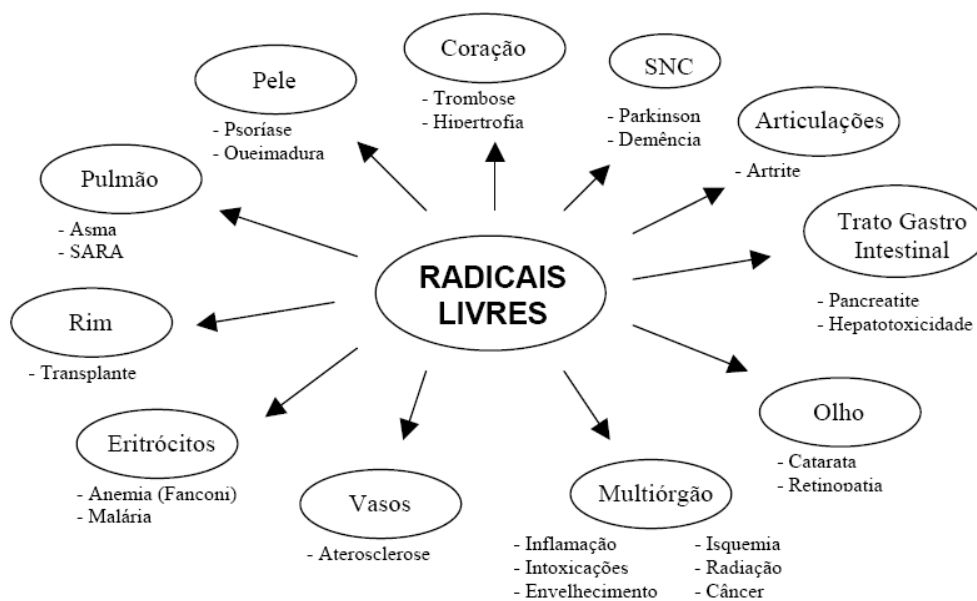 Coração
- Trombose
- Hipertrofia
SNC
- Parkinson
- Demência
Pele
- Psoríase
- Queimadura
Articulações
- Artrite
Pulmão
- Asma
- SARA
Trato Gastro
Intestinal
- Pancreatite
- Hepatotoxicidade
RADICAIS
LIVRES
Rim
- Transplante
Olho
- Catarata
- Retinopatia
Eritrócitos
- Anemia (Fanconi)
- Malária
Vasos
- Aterosclerose
Multiórgão
- Inflamação
- Intoxicações
- Envelhecimento
- Isquemia
- Radiação
- Câncer